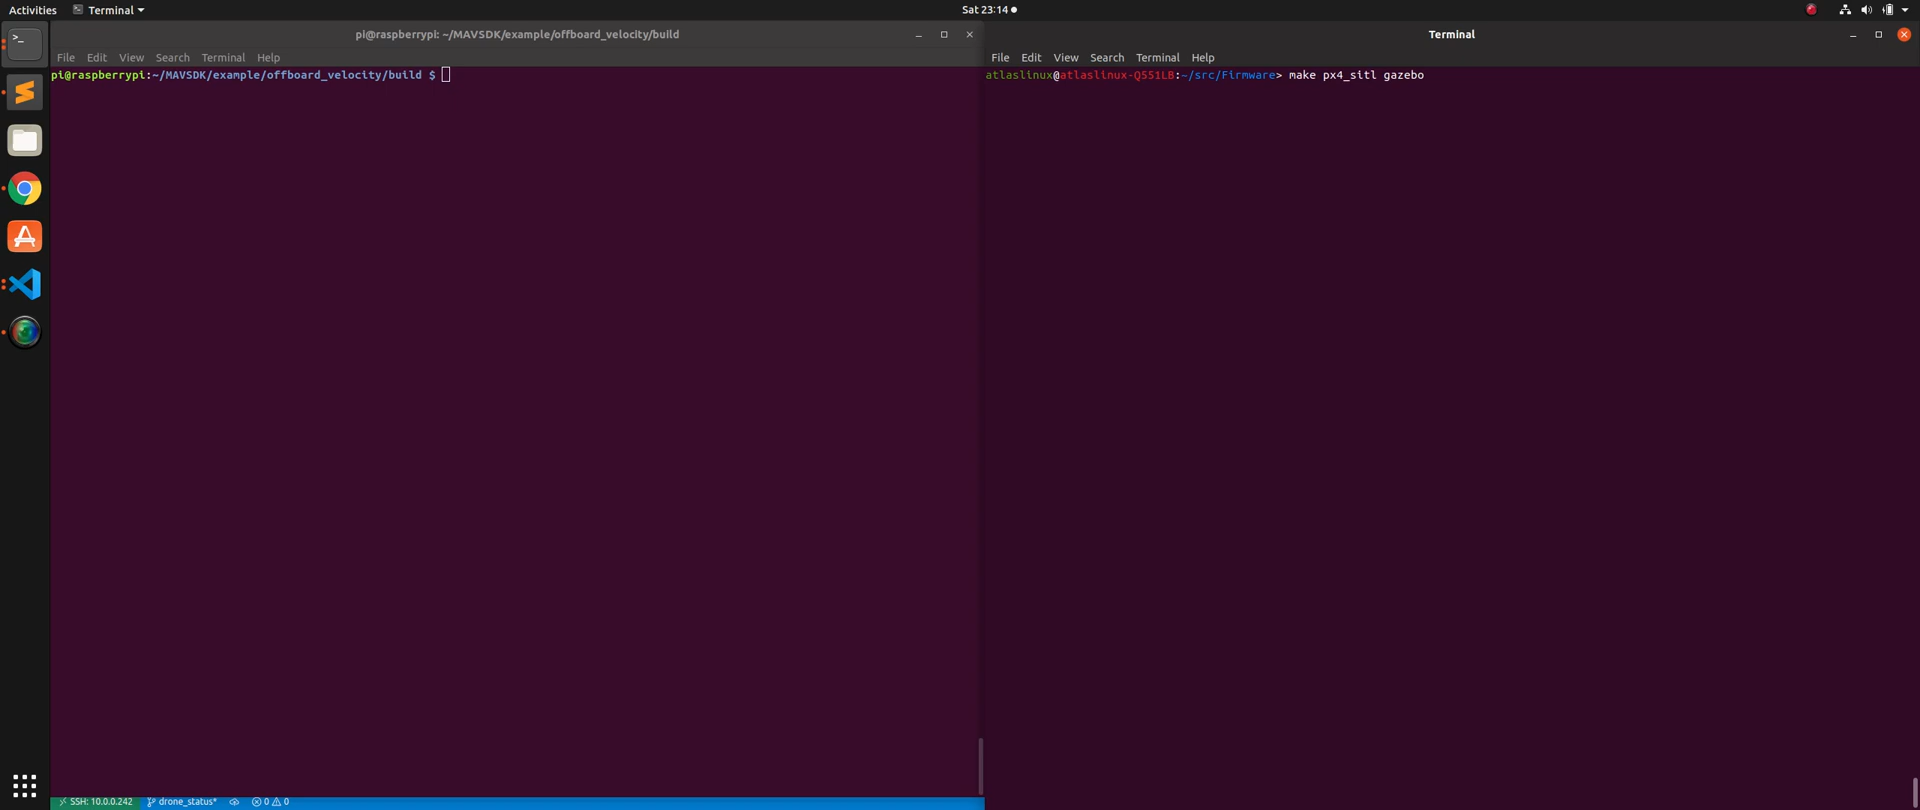 Activities Terminal Sat 23:14
pi@raspberrypi: ~/MAVSDK/example/offboard_velocity/build
File Edit View Search Terminal Help
pi@raspberrypi:~/MAVSDK/example/offboard_velocity/build $
Terminal
File Edit View Search Terminal Help
atlaslinux@atlaslinux-Q551LB:~/src/Firmware> make px4_sitl gazebo
SSH: 10.0.0.242 drone_status* 0 0